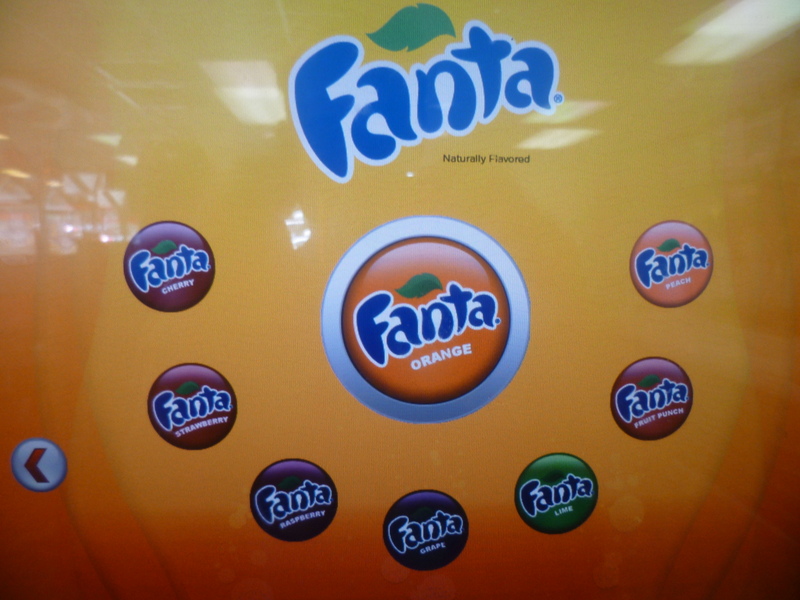 Fanta®
Naturally Flavored
Fanta
CHERRY
Fanta
ORANGE
Fanta
PEACH
Fanta
STRAWBERRY
Fanta
FRUIT PUNCH
Fanta
RASPBERRY
Fanta
GRAPE
Fanta
LIME